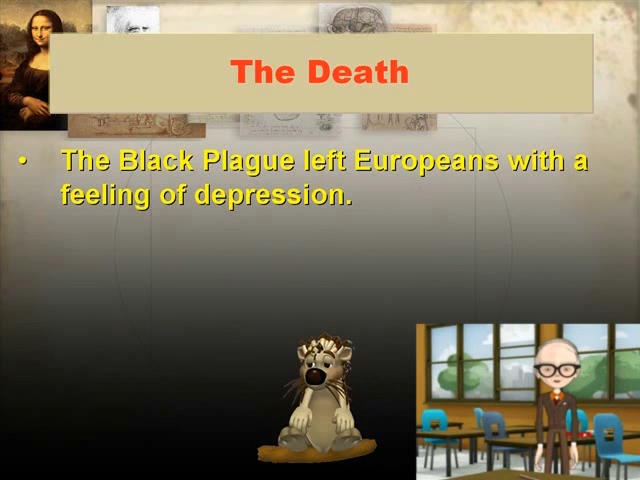 The Death
• The Black Plague left Europeans with a
feeling of depression.